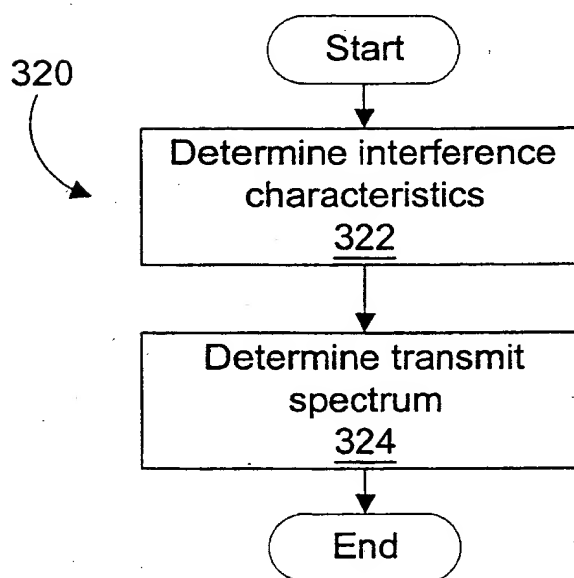 Start
320
Determine interference
characteristics
322
Determine transmit
spectrum
324
End